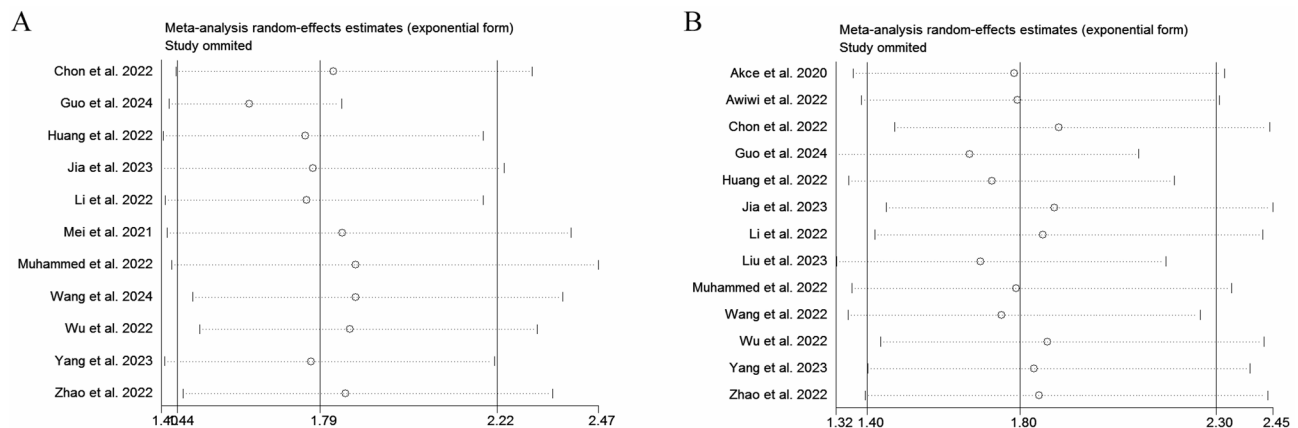 A
Meta-analysis random-effects estimates (exponential form)
Study ommited
Chon et al. 2022
Guo et al. 2024
Huang et al. 2022
Jia et al. 2023
Li et al. 2022
Mei et al. 2021
Muhammed et al. 2022
Wang et al. 2024
Wu et al. 2022
Yang et al. 2023
Zhao et al. 2022
1.40 1.44 1.79 2.22 2.47
B
Meta-analysis random-effects estimates (exponential form)
Study ommited
Akce et al. 2020
Awiwi et al. 2022
Chon et al. 2022
Guo et al. 2024
Huang et al. 2022
Jia et al. 2023
Li et al. 2022
Liu et al. 2023
Muhammed et al. 2022
Wang et al. 2022
Wu et al. 2022
Yang et al. 2023
Zhao et al. 2022
1.32 1.40 1.80 2.30 2.45